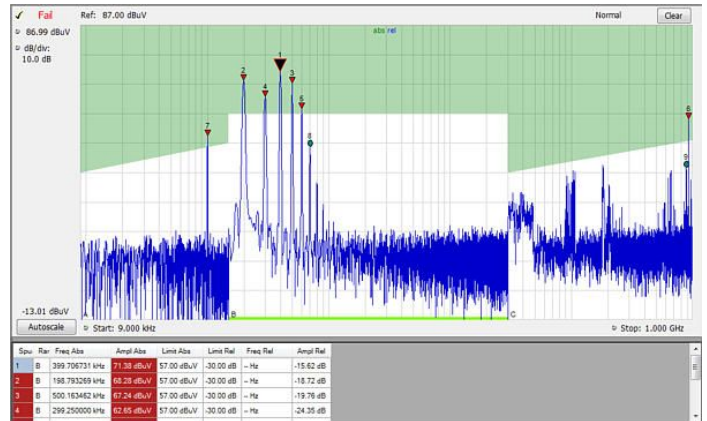 ✓ Fail Ref: 87.00 dBuV Normal Clear
86.99 dBuV
dB/div:
10.0 dB
abs rel
1
2
3
4
5
6
7
8
9
-13.01 dBuV
A
B
C
Autoscale Start: 9.000 kHz Stop: 1.000 GHz
Spu Rar Freq Abs Ampl Abs Limit Abs Limit Rel Freq Rel Ampl Rel
1 B 399.706731 kHz 71.38 dBuV 57.00 dBuV -30.00 dB -- Hz -15.62 dB
2 B 198.793269 kHz 68.28 dBuV 57.00 dBuV -30.00 dB -- Hz -18.72 dB
3 B 500.163462 kHz 67.24 dBuV 57.00 dBuV -30.00 dB -- Hz -19.76 dB
4 B 299.250000 kHz 62.65 dBuV 57.00 dBuV -30.00 dB -- Hz -24.35 dB